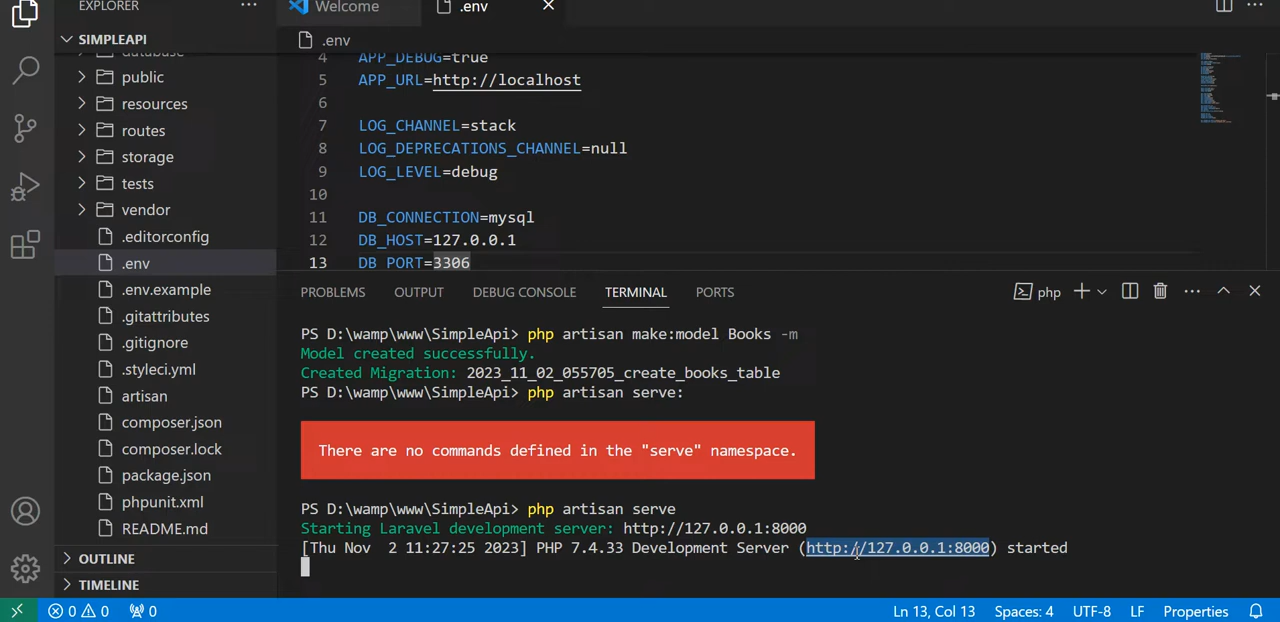 EXPLORER
···
SIMPLEAPI
database
public
resources
routes
storage
tests
vendor
.editorconfig
.env
.env.example
.gitattributes
.gitignore
.styleci.yml
artisan
composer.json
composer.lock
package.json
phpunit.xml
README.md
OUTLINE
TIMELINE
Welcome
.env
.env
4 APP_DEBUG=true
5 APP_URL=http://localhost
6
7 LOG_CHANNEL=stack
8 LOG_DEPRECATIONS_CHANNEL=null
9 LOG_LEVEL=debug
10
11 DB_CONNECTION=mysql
12 DB_HOST=127.0.0.1
13 DB_PORT=3306
PROBLEMS OUTPUT DEBUG CONSOLE TERMINAL PORTS php
PS D:\wamp\www\SimpleApi> php artisan make:model Books -m
Model created successfully.
Created Migration: 2023_11_02_055705_create_books_table
PS D:\wamp\www\SimpleApi> php artisan serve:
There are no commands defined in the "serve" namespace.
PS D:\wamp\www\SimpleApi> php artisan serve
Starting Laravel development server: http://127.0.0.1:8000
[Thu Nov  2 11:27:25 2023] PHP 7.4.33 Development Server (http://127.0.0.1:8000) started
0 0 0 Ln 13, Col 13 Spaces: 4 UTF-8 LF Properties